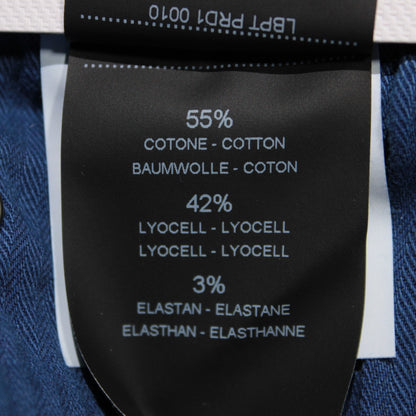 LBPT PRD1 0010
55%
COTONE - COTTON
BAUMWOLLE - COTON
42%
LYOCELL - LYOCELL
LYOCELL - LYOCELL
3%
ELASTAN - ELASTANE
ELASTHAN - ELASTHANNE